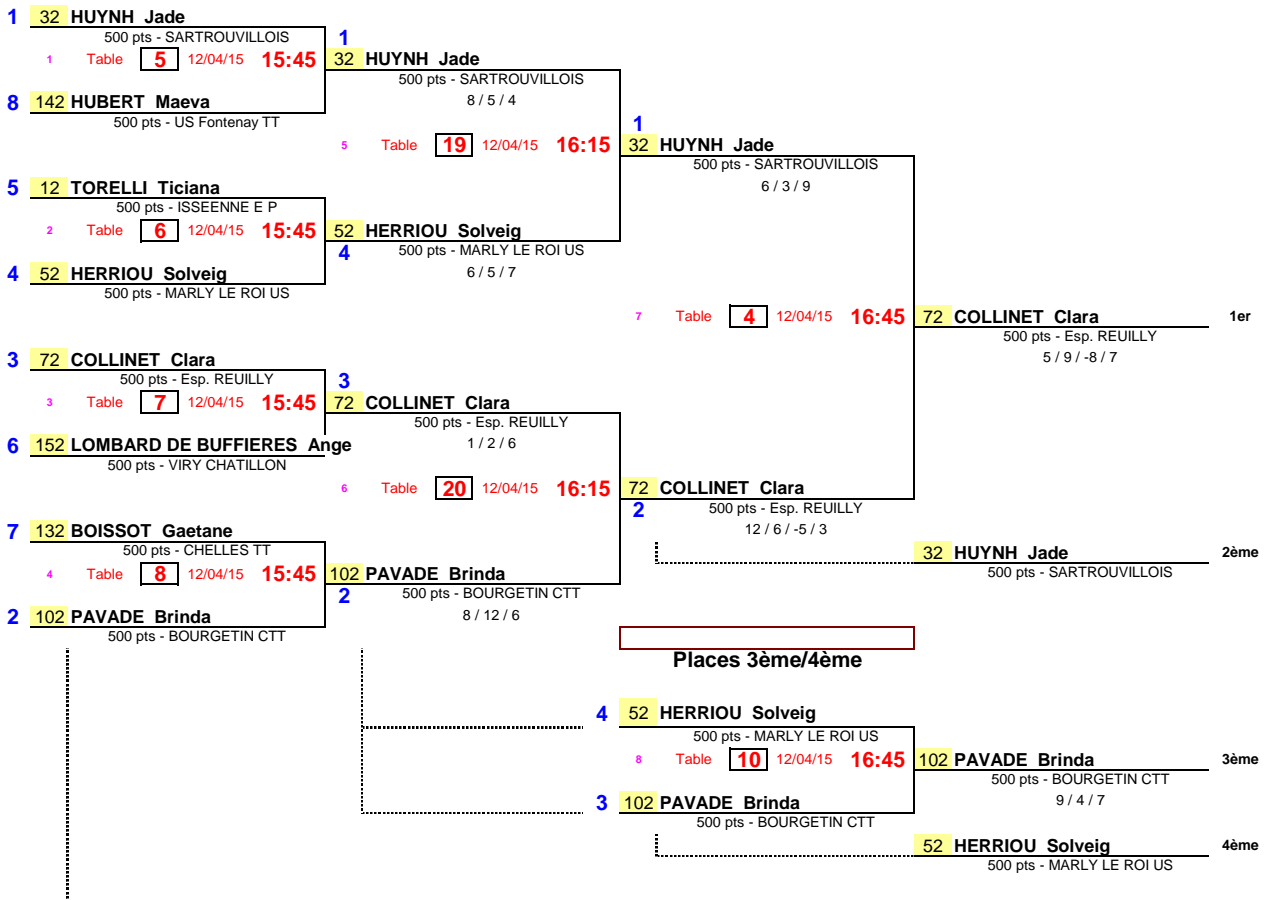 1 32 HUYNH Jade
500 pts - SARTROUVILLOIS
1 Table 5 12/04/15 15:45
8 142 HUBERT Maeva
500 pts - US Fontenay TT
5 12 TORELLI Ticiana
500 pts - ISSEENNE E P
2 Table 6 12/04/15 15:45
4 52 HERRIOU Solveig
500 pts - MARLY LE ROI US
3 72 COLLINET Clara
500 pts - Esp. REUILLY
3 Table 7 12/04/15 15:45
6 152 LOMBARD DE BUFFIERES Ange
500 pts - VIRY CHATILLON
7 132 BOISSOT Gaetane
500 pts - CHELLES TT
4 Table 8 12/04/15 15:45
2 102 PAVADE Brinda
500 pts - BOURGETIN CTT
1
32 HUYNH Jade
500 pts - SARTROUVILLOIS
8 / 5 / 4
5 Table 19 12/04/15 16:15
52 HERRIOU Solveig
4
500 pts - MARLY LE ROI US
6 / 5 / 7
3
72 COLLINET Clara
500 pts - Esp. REUILLY
1 / 2 / 6
6 Table 20 12/04/15 16:15
102 PAVADE Brinda
2
500 pts - BOURGETIN CTT
8 / 12 / 6
1
32 HUYNH Jade
500 pts - SARTROUVILLOIS
6 / 3 / 9
7 Table 4 12/04/15 16:45
72 COLLINET Clara
2
500 pts - Esp. REUILLY
12 / 6 / -5 / 3
72 COLLINET Clara 1er
500 pts - Esp. REUILLY
5 / 9 / -8 / 7
32 HUYNH Jade 2ème
500 pts - SARTROUVILLOIS
Places 3ème/4ème
4 52 HERRIOU Solveig
500 pts - MARLY LE ROI US
8 Table 10 12/04/15 16:45
3 102 PAVADE Brinda
500 pts - BOURGETIN CTT
102 PAVADE Brinda 3ème
500 pts - BOURGETIN CTT
9 / 4 / 7
52 HERRIOU Solveig 4ème
500 pts - MARLY LE ROI US